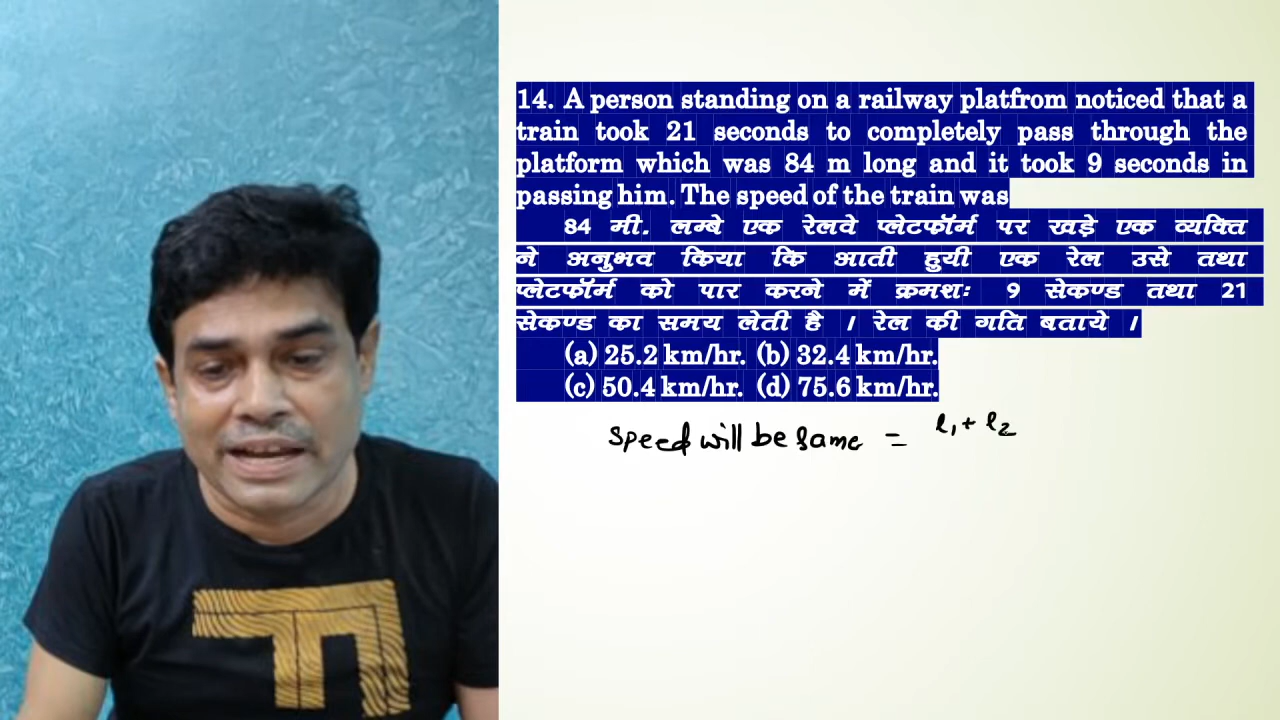 14. A person standing on a railway platfrom noticed that a
train took 21 seconds to completely pass through the
platform which was 84 m long and it took 9 seconds in
passing him. The speed of the train was
84 मी. लम्बे एक रेलवे प्लेटफॉर्म पर खड़े एक व्यक्ति
ने अनुभव किया कि आती हुयी एक रेल उसे तथा
प्लेटफॉर्म को पार करने में क्रमशः 9 सेकण्ड तथा 21
सेकण्ड का समय लेती है । रेल की गति बताये ।
(a) 25.2 km/hr. (b) 32.4 km/hr.
(c) 50.4 km/hr. (d) 75.6 km/hr.
Speed will be same = l₁ + l₂